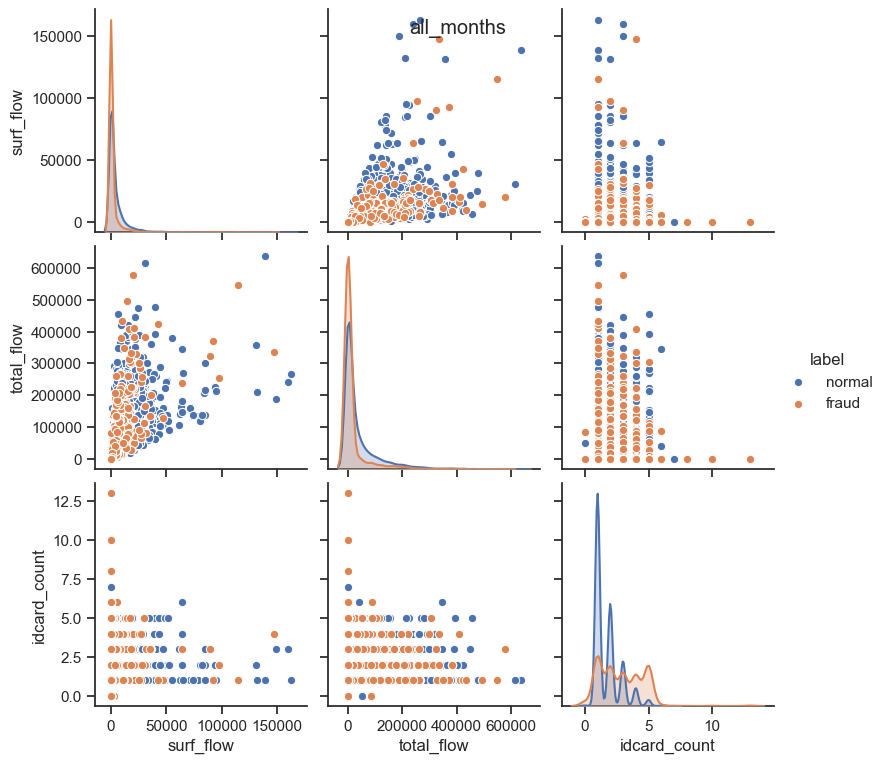 all_months
150000
100000
50000
0
surf_flow
600000
500000
400000
300000
200000
100000
0
total_flow
label
normal
fraud
12.5
10.0
7.5
5.0
2.5
0.0
idcard_count
0 50000 100000 150000
0 200000 400000 600000
0 5 10
surf_flow
total_flow
idcard_count